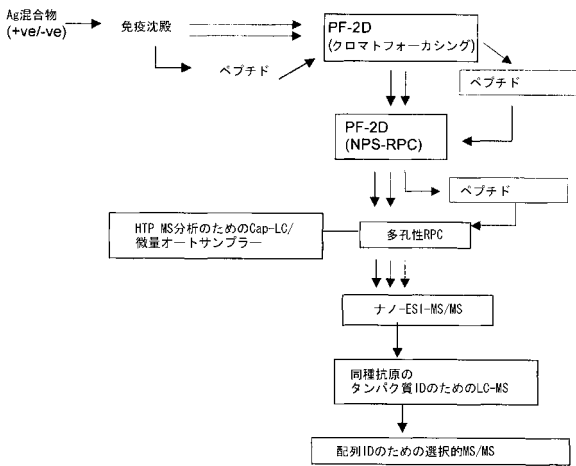 Ag混合物
(+ve/-ve)
免疫沈殿
ペプチド
PF-2D
(クロマトフォーカシング)
ペプチド
PF-2D
(NPS-RPC)
ペプチド
HTP MS分析のためのCap-LC/
微量オートサンプラー
多孔性RPC
ナノ-ESI-MS/MS
同種抗原の
タンパク質IDのためのLC-MS
配列IDのための選択的MS/MS